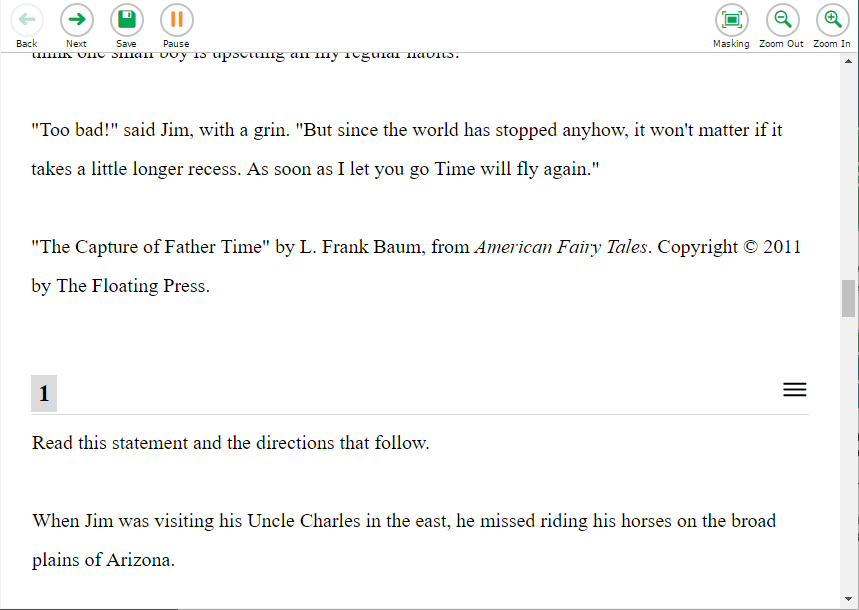 Back Next Save Pause Masking Zoom Out Zoom In
think one small boy is upsetting all my regular habits!
"Too bad!" said Jim, with a grin. "But since the world has stopped anyhow, it won't matter if it
takes a little longer recess. As soon as I let you go Time will fly again."
"The Capture of Father Time" by L. Frank Baum, from American Fairy Tales. Copyright © 2011
by The Floating Press.
1
Read this statement and the directions that follow.
When Jim was visiting his Uncle Charles in the east, he missed riding his horses on the broad
plains of Arizona.